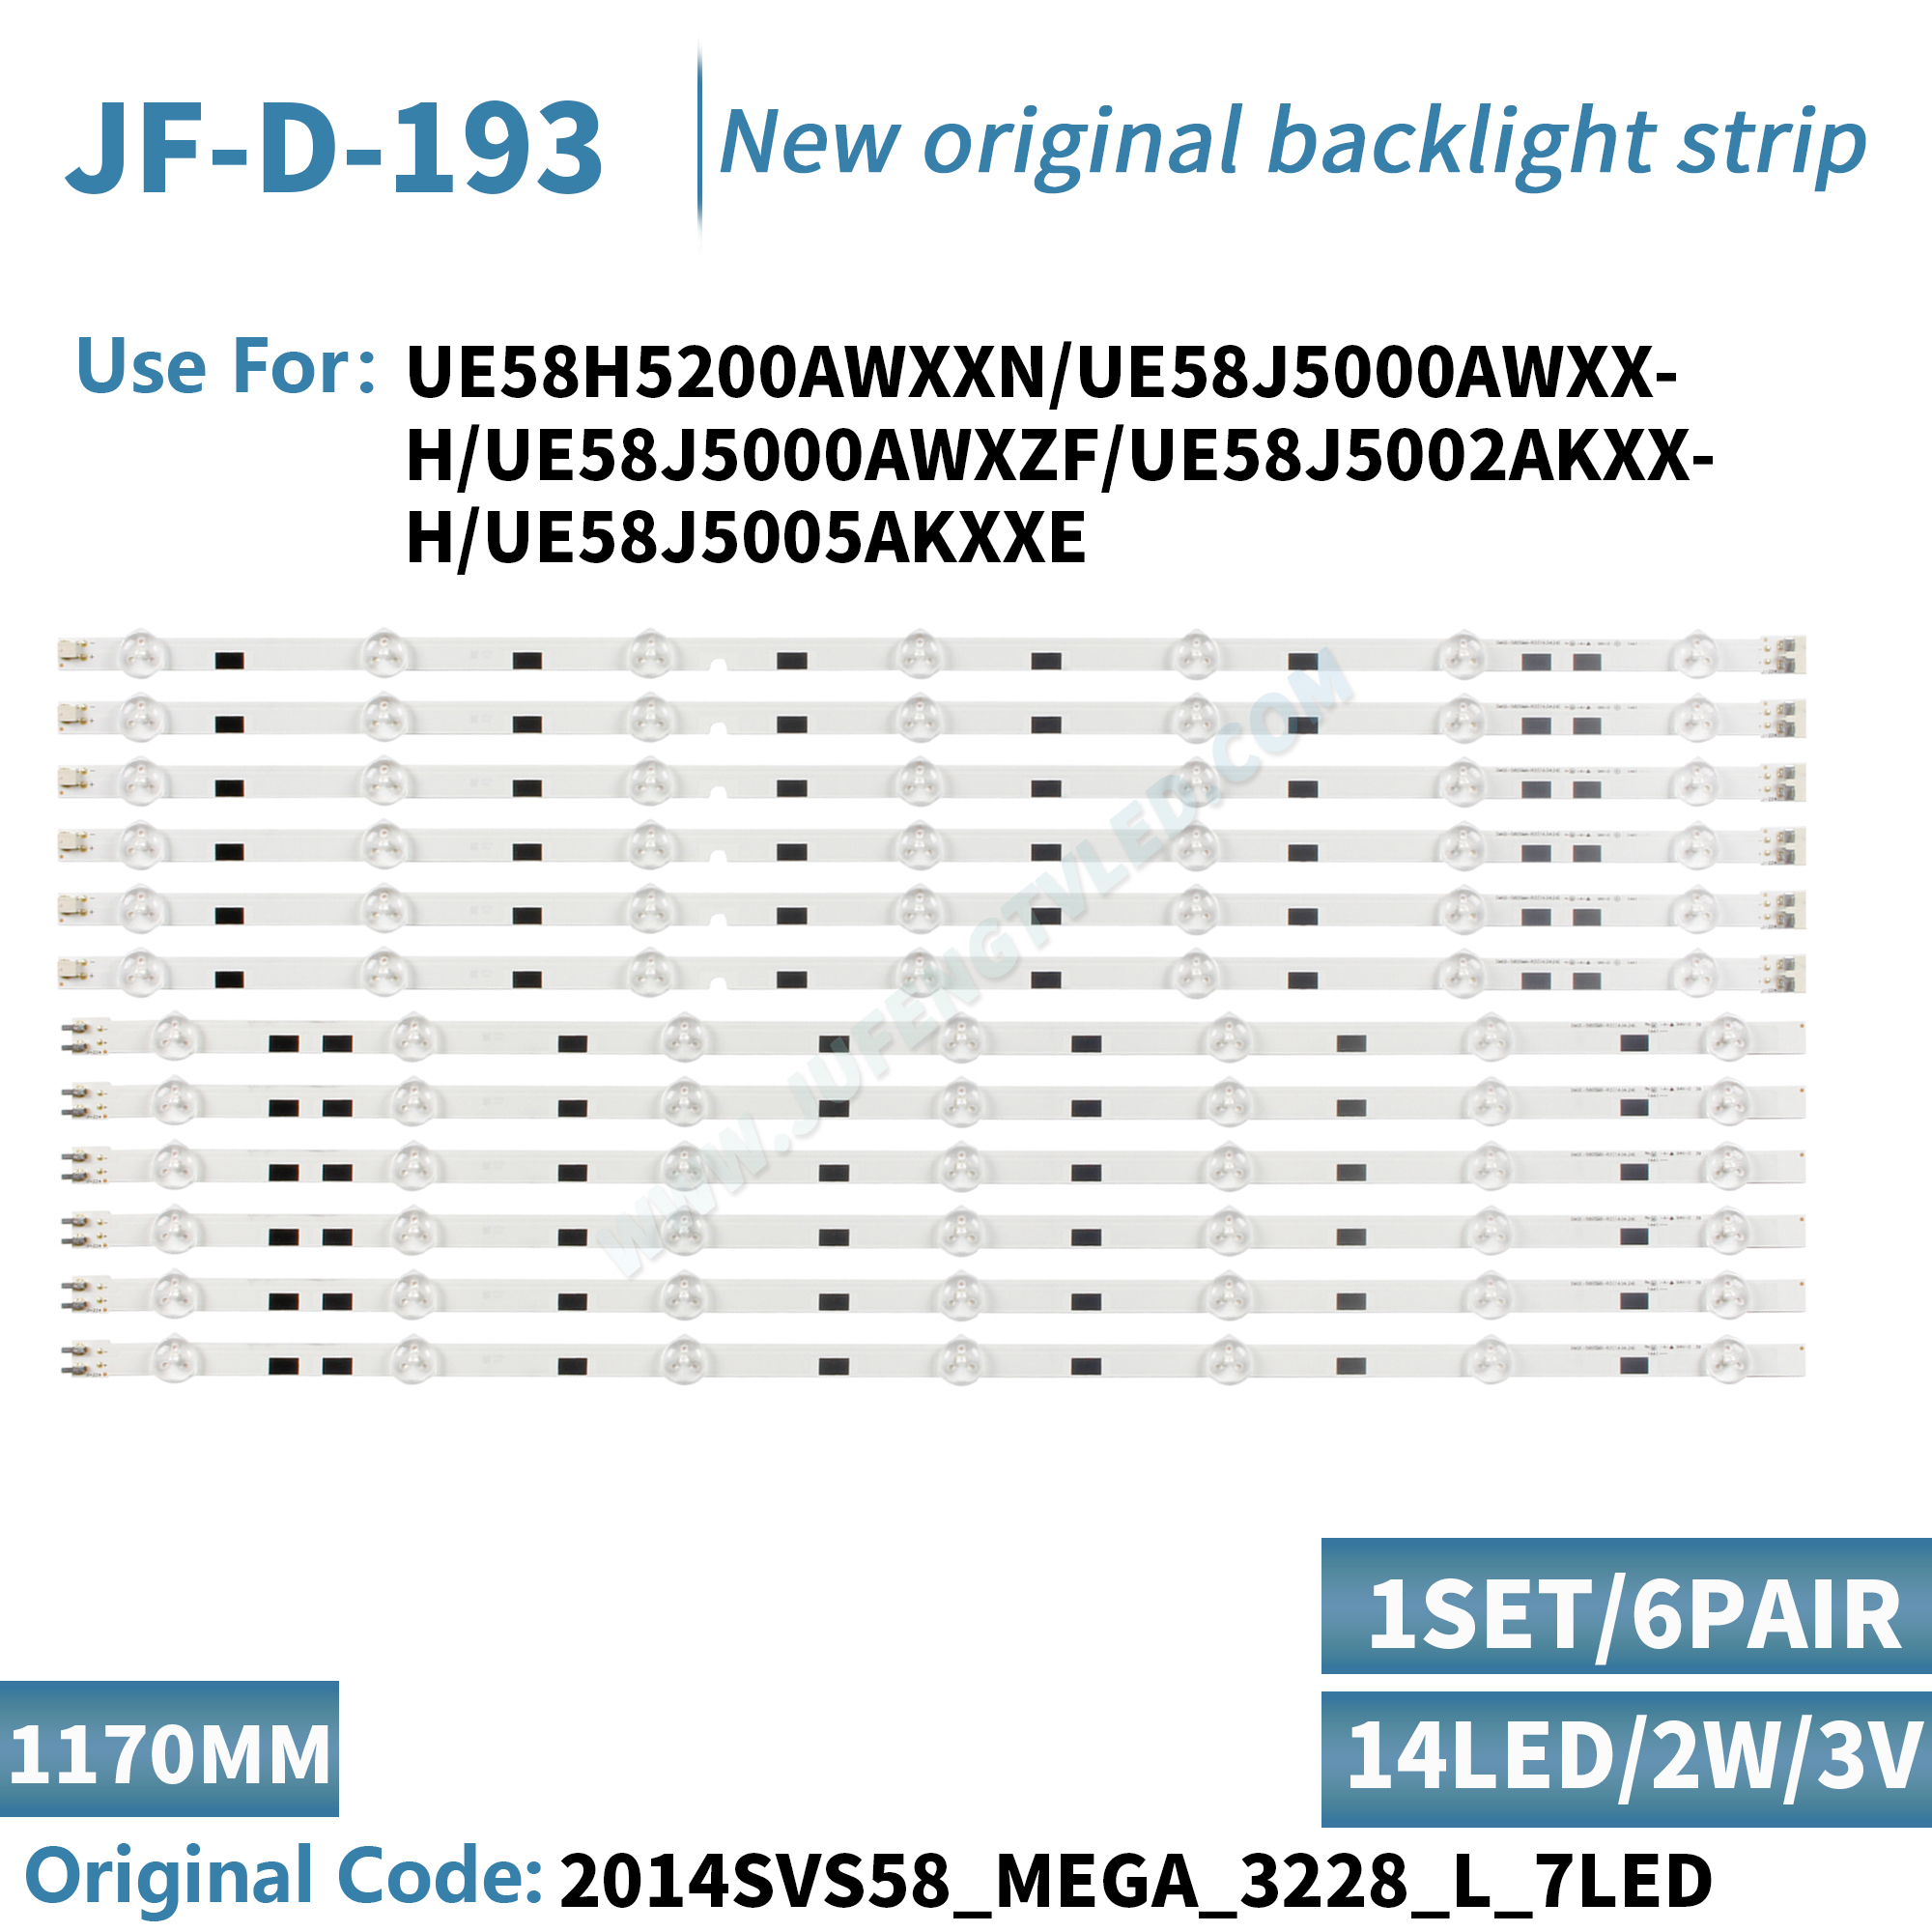 JF-D-193
New original backlight strip
Use For:
UE58H5200AWXXN/UE58J5000AWXX-
H/UE58J5000AWXZF/UE58J5002AKXX-
H/UE58J5005AKXXE
WWW.JUFENGTVLED.COM
1SET/6PAIR
1170MM
14LED/2W/3V
Original Code: 2014SVS58_MEGA_3228_L_7LED